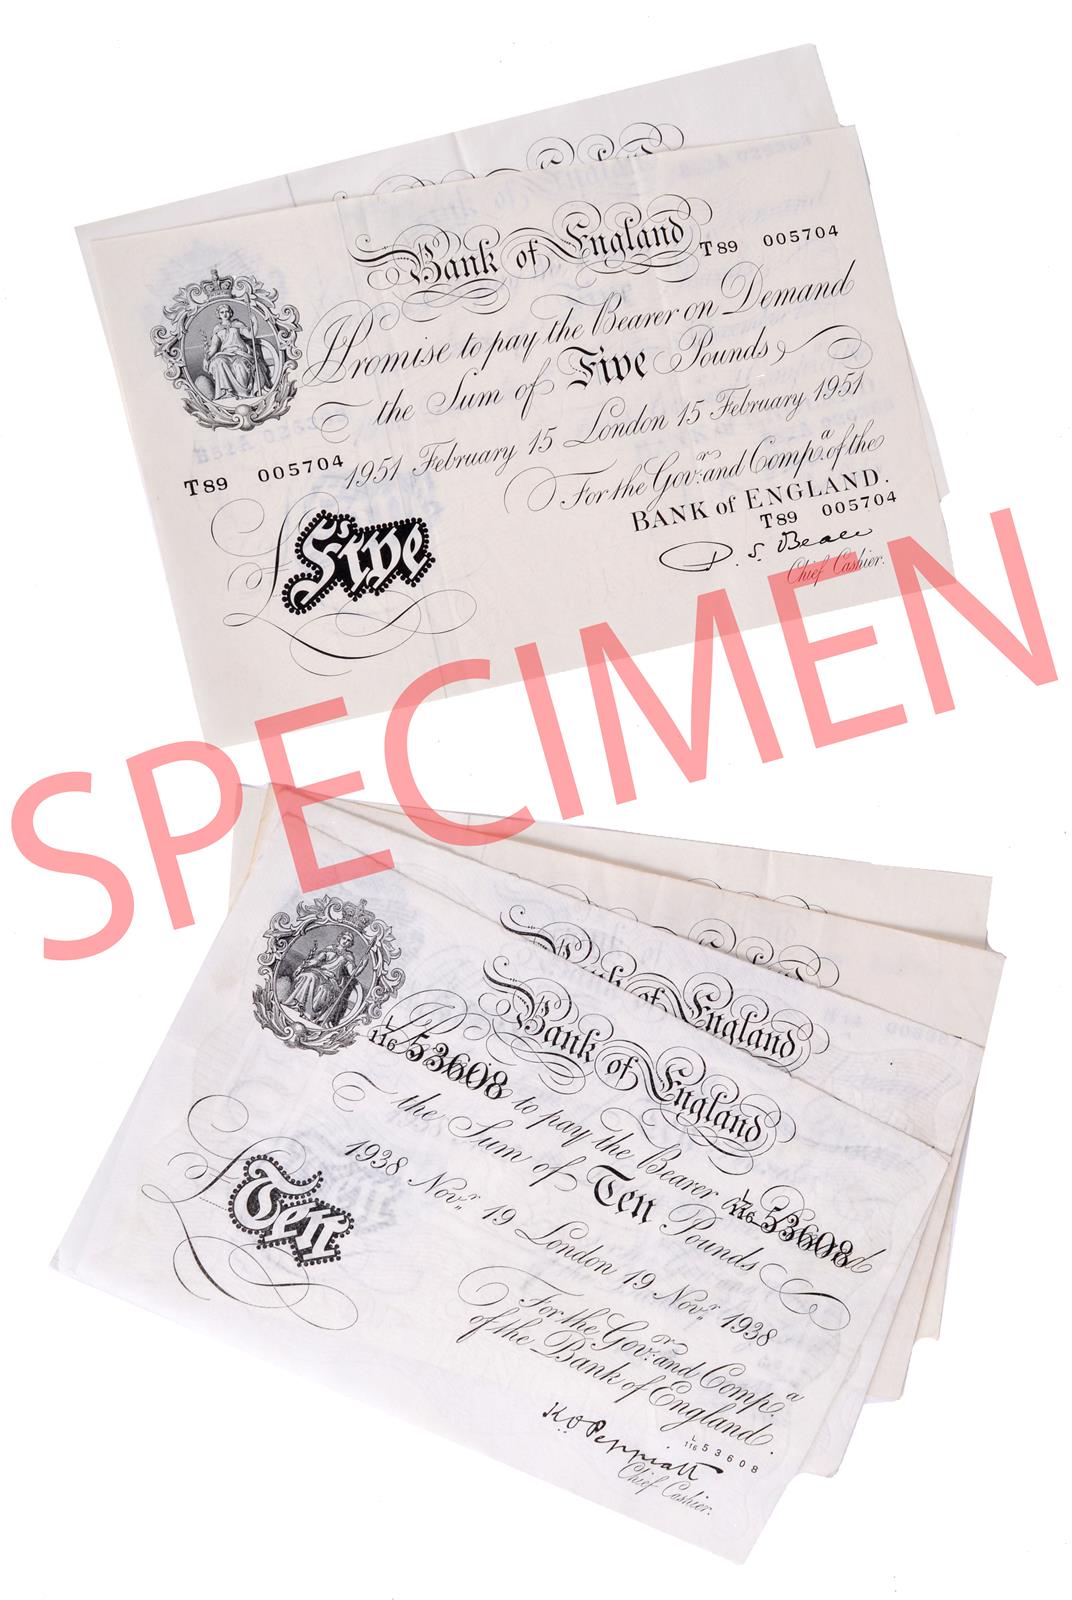 Bank of England
T89 005704
Promise to pay the Bearer on Demand
the Sum of Five Pounds
T89 005704
1951 February 15 London 15 February 1951
For the Gov.r and Comp.a of the
BANK of ENGLAND.
T89 005704
P. S. Beale
Chief Cashier.
£ Five
SPECIMEN
Bank of England
Bank of England
L 116 53608 to pay the Bearer L 116 53608
the Sum of Ten Pounds
1938 Nov.r 19 London 19 Nov.r 1938
£ Ten
For the Gov.r and Comp.a
of the Bank of England.
L 116 53608
K O Peppiatt
Chief Cashier.